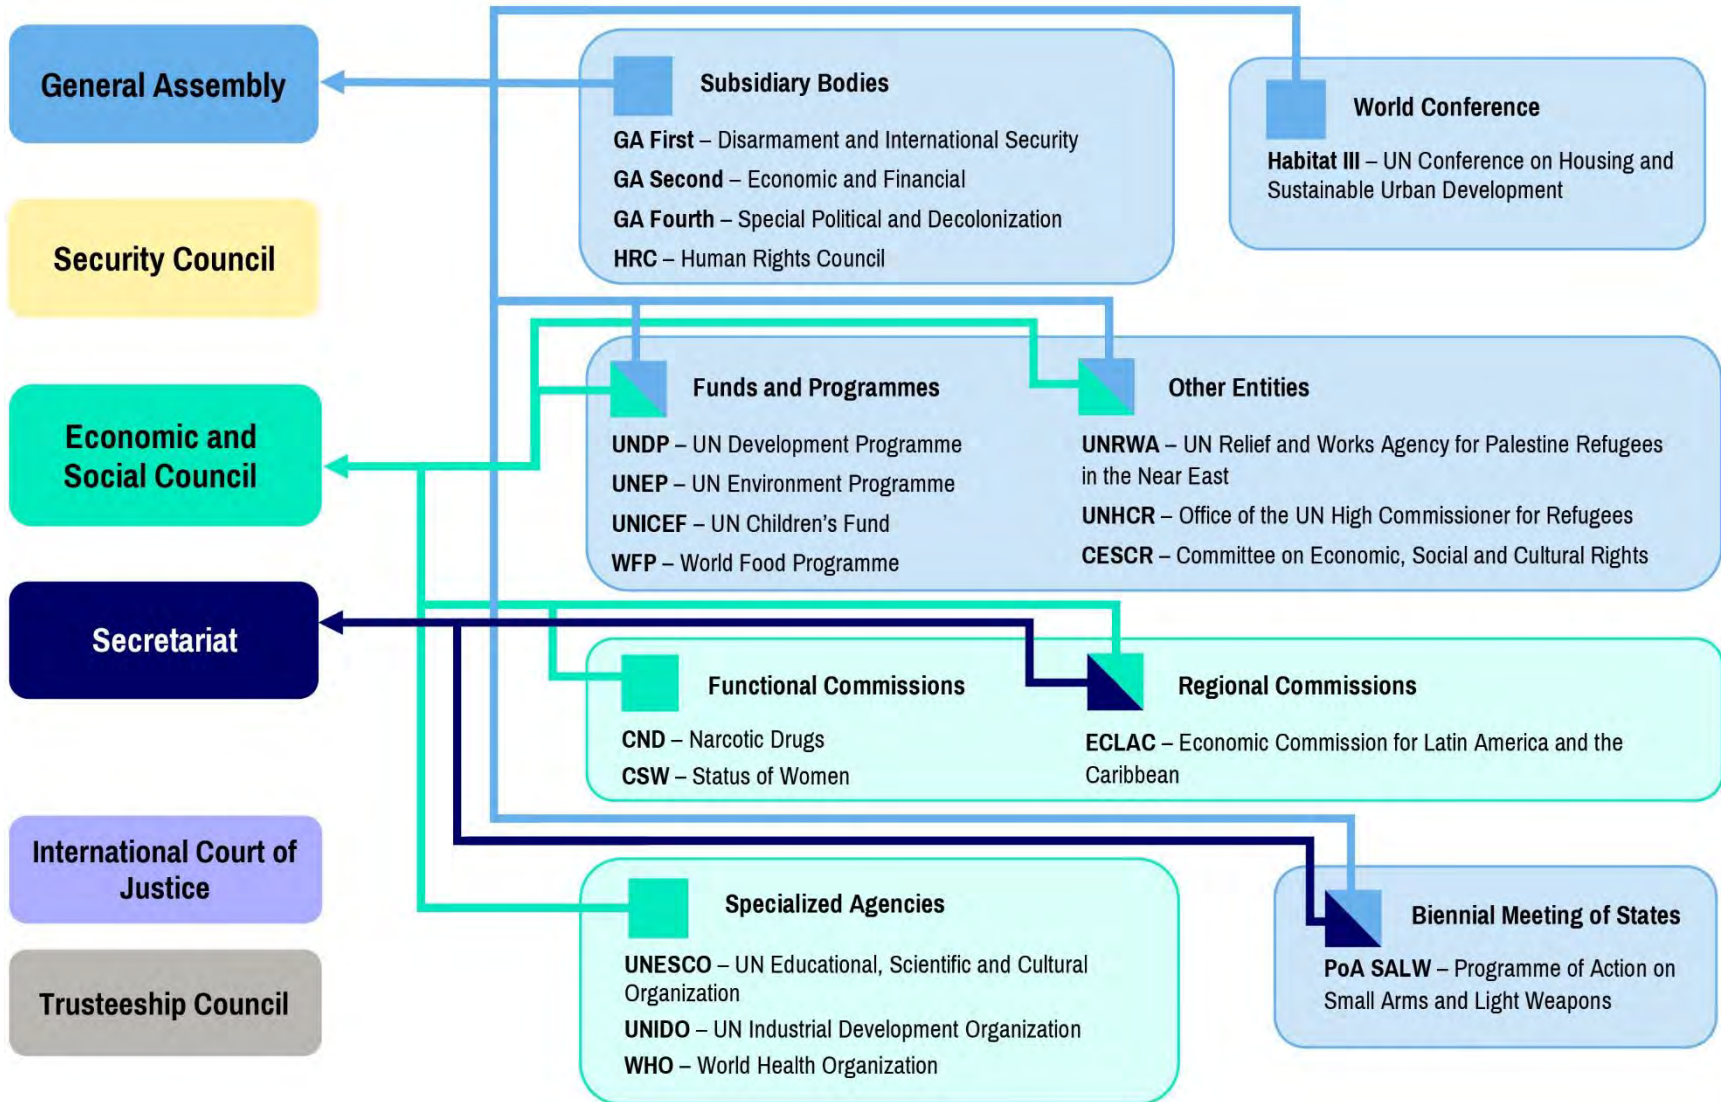 General Assembly
Security Council
Economic and
Social Council
Secretariat
International Court of
Justice
Trusteeship Council
Subsidiary Bodies
GA First – Disarmament and International Security
GA Second – Economic and Financial
GA Fourth – Special Political and Decolonization
HRC – Human Rights Council
World Conference
Habitat III – UN Conference on Housing and
Sustainable Urban Development
Funds and Programmes
UNDP – UN Development Programme
UNEP – UN Environment Programme
UNICEF – UN Children’s Fund
WFP – World Food Programme
Other Entities
UNRWA – UN Relief and Works Agency for Palestine Refugees
in the Near East
UNHCR – Office of the UN High Commissioner for Refugees
CESCR – Committee on Economic, Social and Cultural Rights
Functional Commissions
CND – Narcotic Drugs
CSW – Status of Women
Regional Commissions
ECLAC – Economic Commission for Latin America and the
Caribbean
Specialized Agencies
UNESCO – UN Educational, Scientific and Cultural
Organization
UNIDO – UN Industrial Development Organization
WHO – World Health Organization
Biennial Meeting of States
PoA SALW – Programme of Action on
Small Arms and Light Weapons